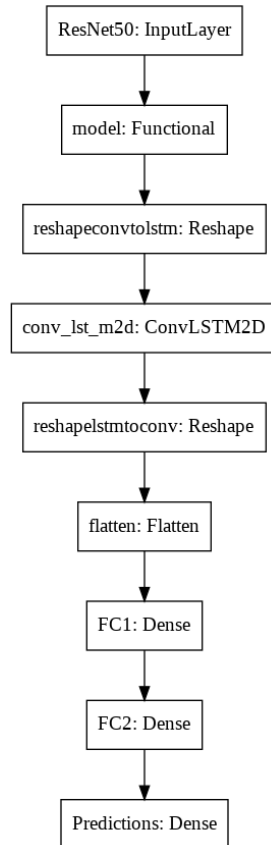 ResNet50: InputLayer
model: Functional
reshapeconvtolstm: Reshape
conv_lst_m2d: ConvLSTM2D
reshapelstmtoconv: Reshape
flatten: Flatten
FC1: Dense
FC2: Dense
Predictions: Dense